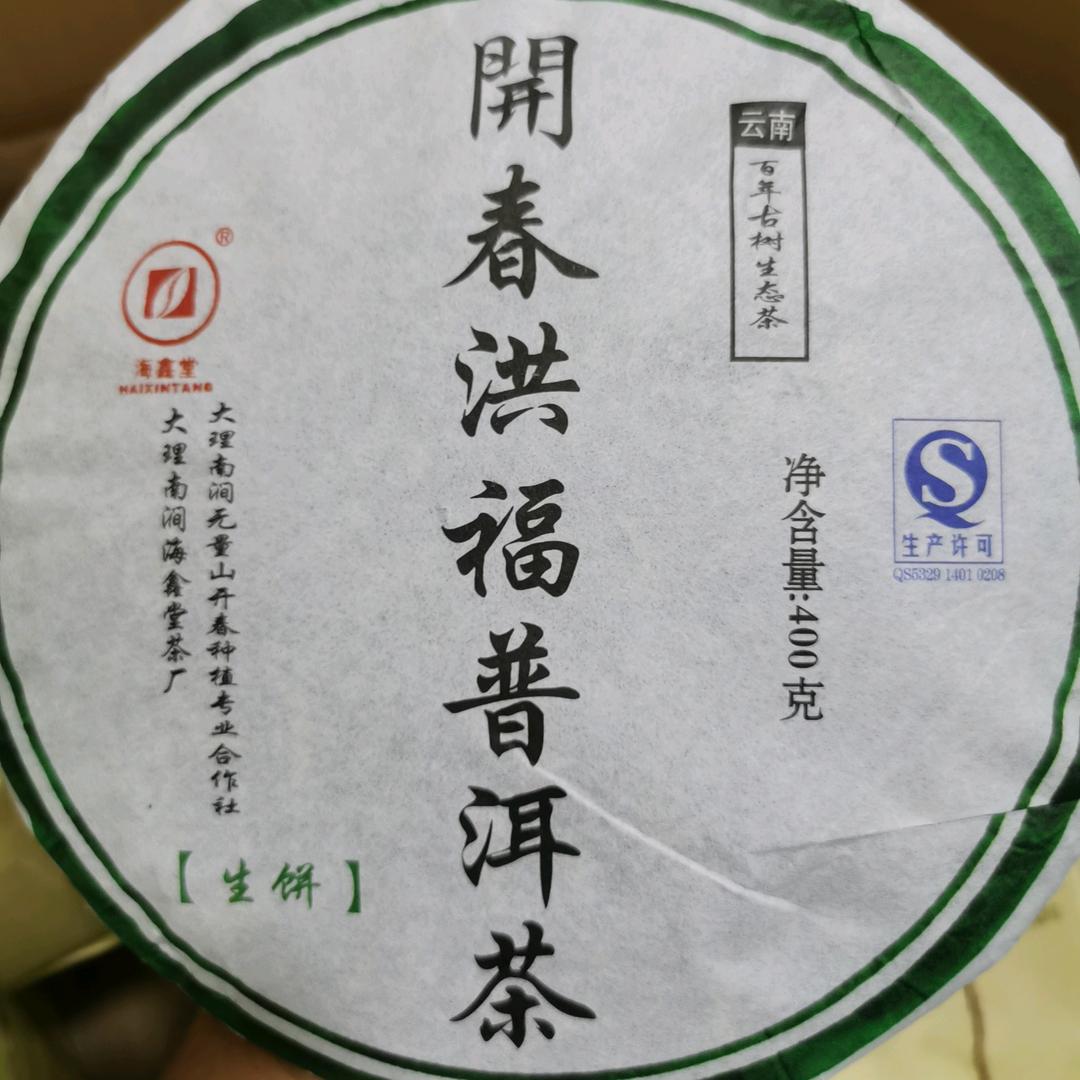 開春洪福普洱茶
云南
百年古树生态茶
净含量:400克
生产许可
QS5329 1401 0208
®
海鑫堂
HAIXINTANG
大理南涧无量山开春种植专业合作社
大理南涧海鑫堂茶厂
【生饼】